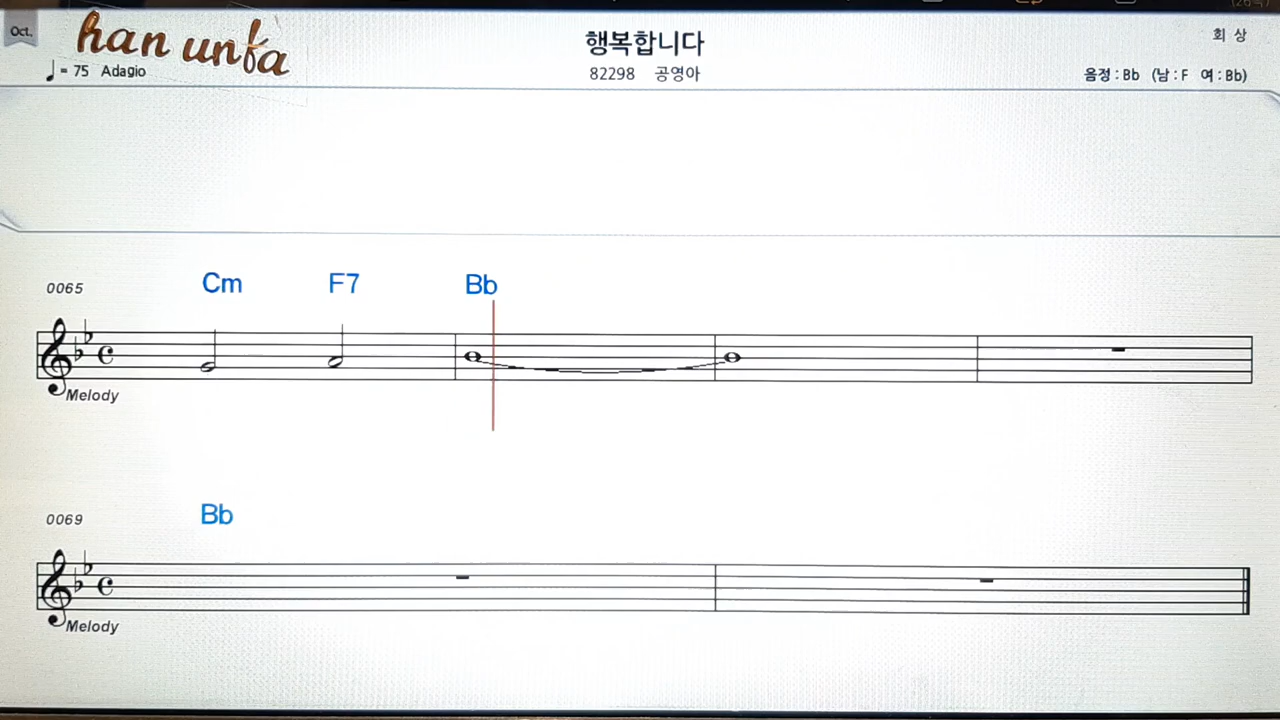 Oct.
han unfa
행복합니다
회 상
♩= 75 Adagio
82298 공영아
음정 : Bb (남 : F 여 : Bb)
0065
Cm F7 Bb
Melody
0069
Bb
Melody